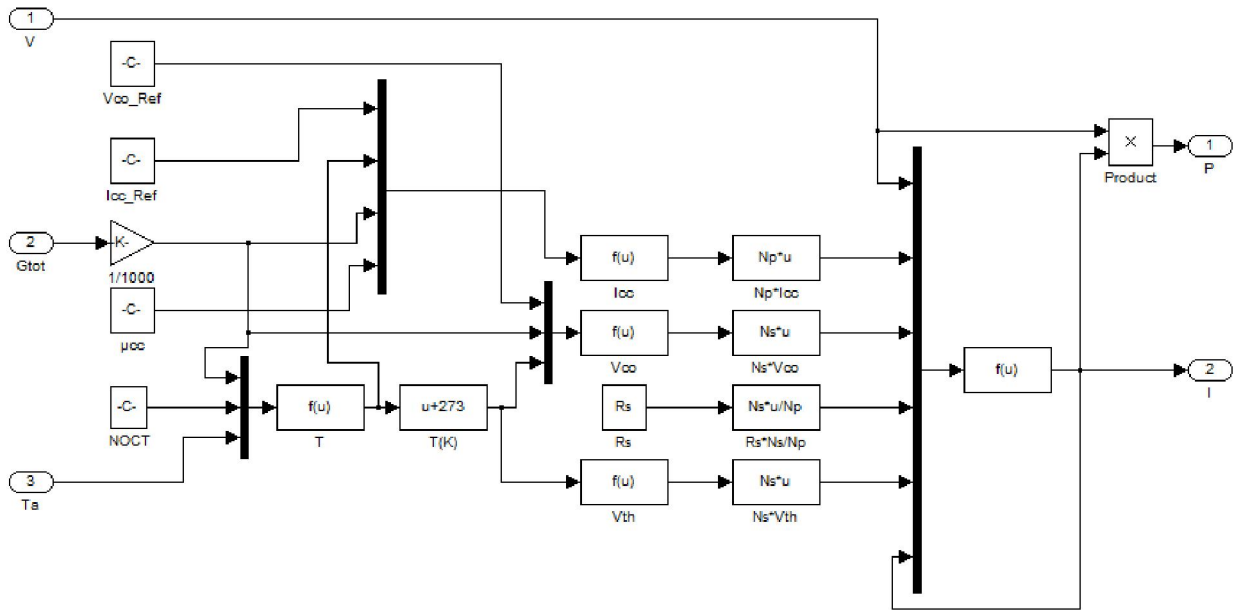 1
V
-C-
Vco_Ref
-C-
Icc_Ref
2
Gtot
-K-
1/1000
-C-
µcc
-C-
NOCT
3
Ta
f(u)
T
u+273
T(K)
f(u)
Icc
Np*u
Np*Icc
f(u)
Vco
Ns*u
Ns*Vco
Rs
Rs
Ns*u/Np
Rs*Ns/Np
f(u)
Vth
Ns*u
Ns*Vth
f(u)
×
Product
1
P
2
I